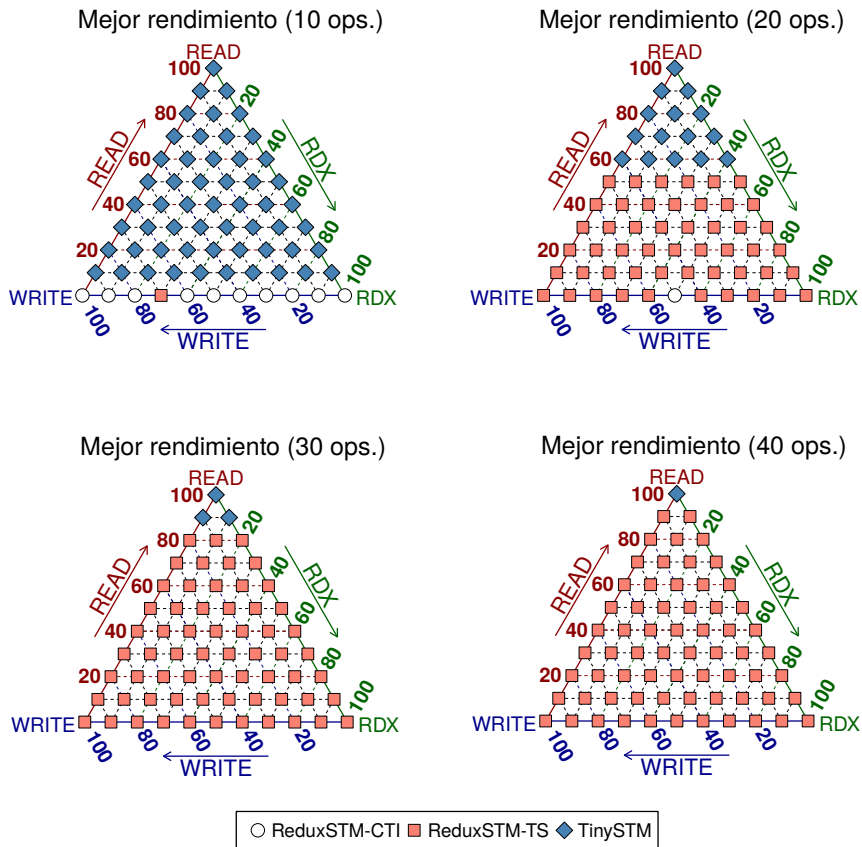 Mejor rendimiento (10 ops.)
READ
100
80
60
40
20
READ
20
40
60
80
100
RDX
WRITE
RDX
100
80
60
40
20
WRITE
Mejor rendimiento (20 ops.)
READ
100
80
60
40
20
READ
20
40
60
80
100
RDX
WRITE
RDX
100
80
60
40
20
WRITE
Mejor rendimiento (30 ops.)
READ
100
80
60
40
20
READ
20
40
60
80
100
RDX
WRITE
RDX
100
80
60
40
20
WRITE
Mejor rendimiento (40 ops.)
READ
100
80
60
40
20
READ
20
40
60
80
100
RDX
WRITE
RDX
100
80
60
40
20
WRITE
ReduxSTM-CTI ReduxSTM-TS TinySTM